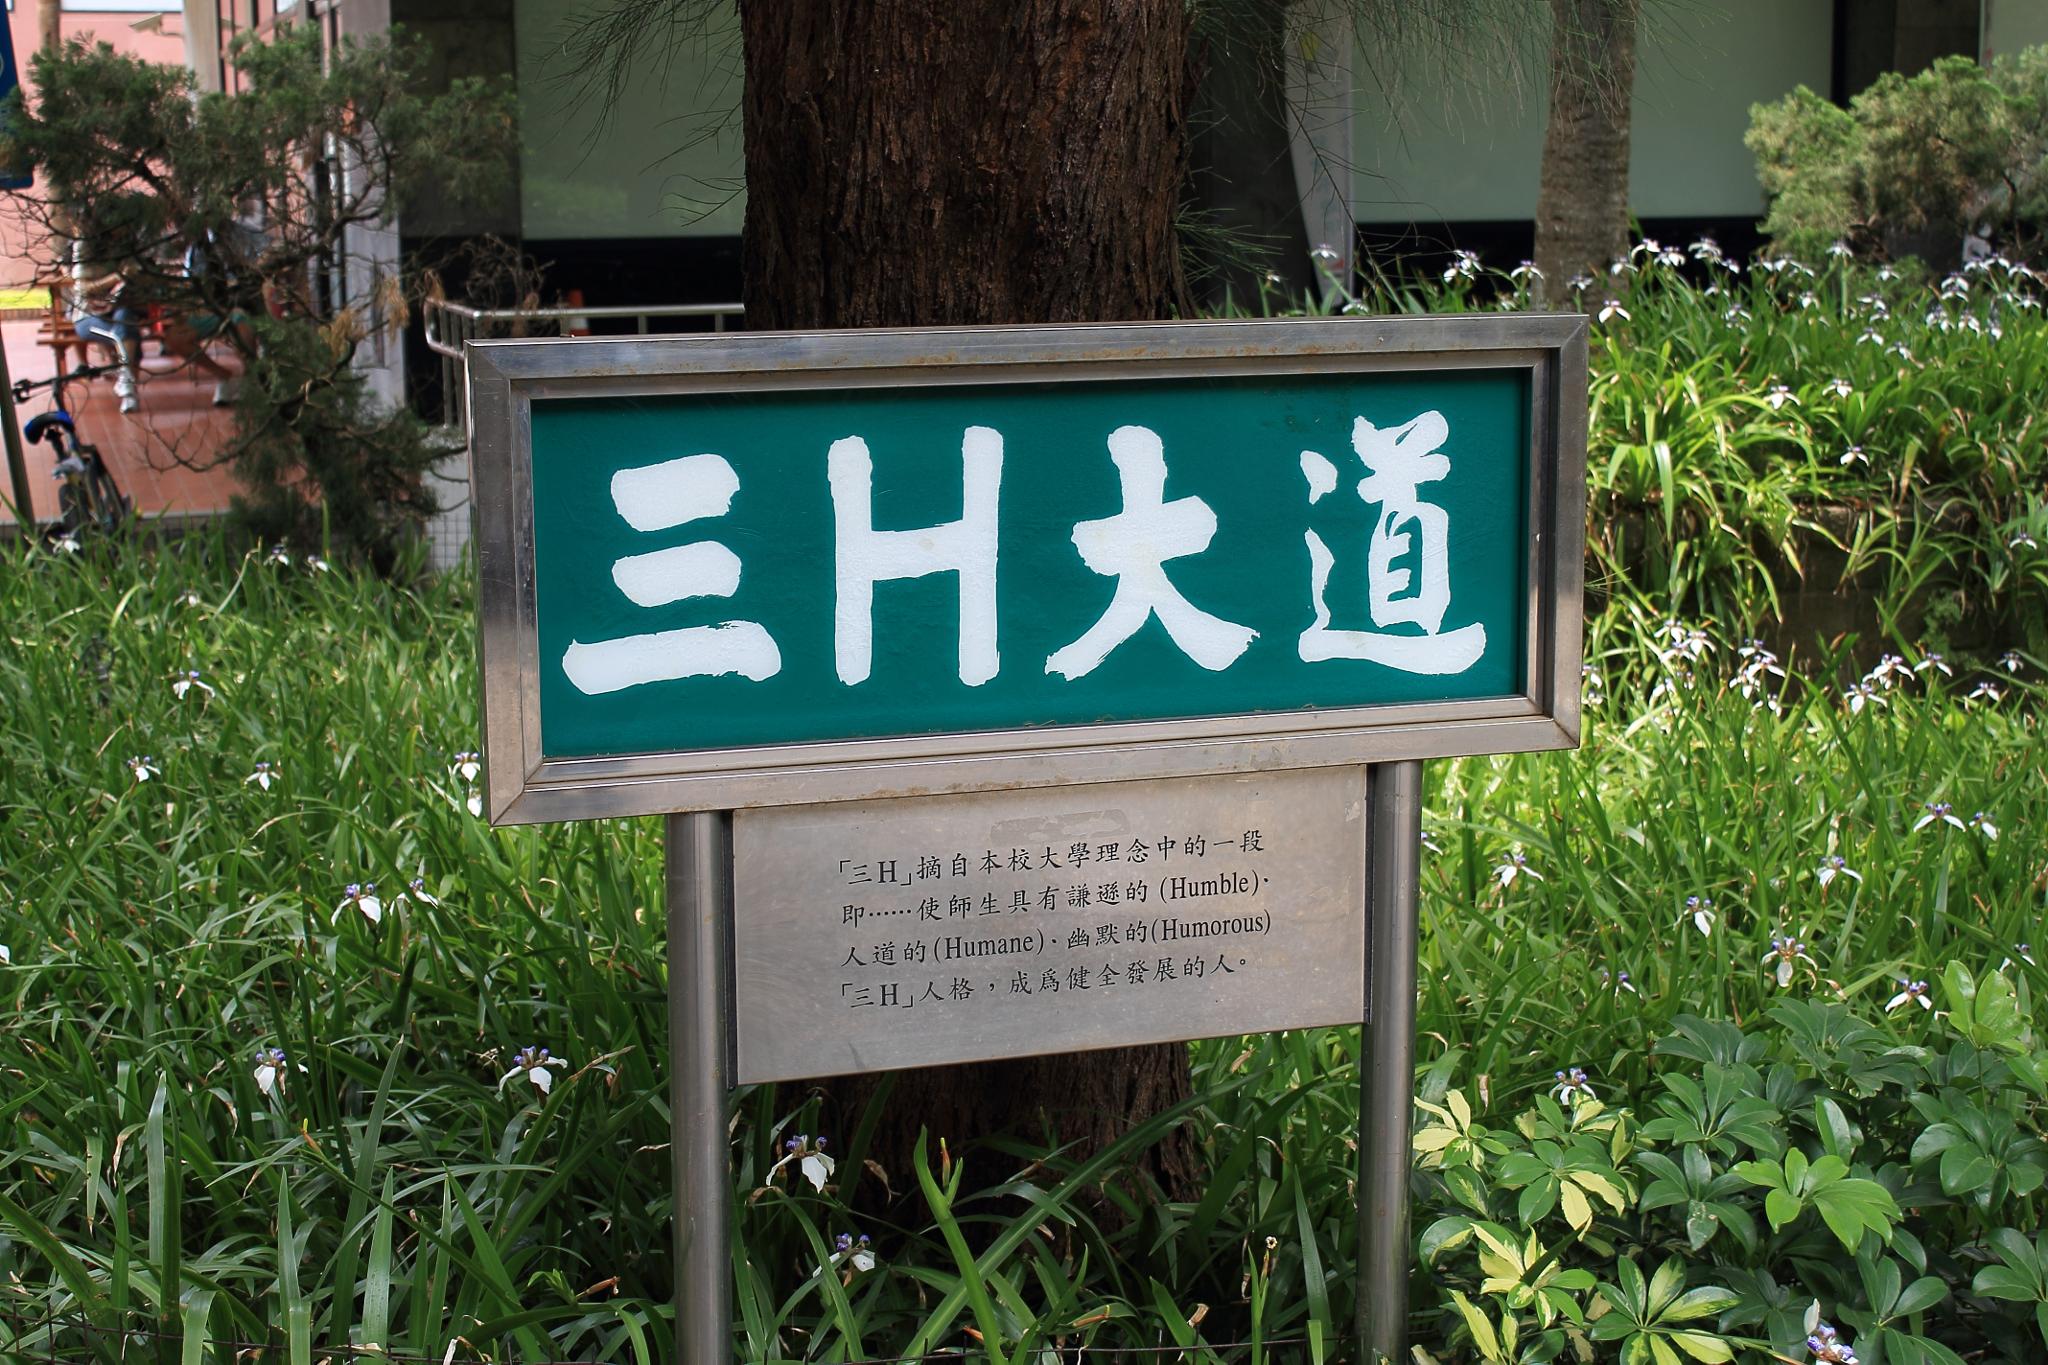 三H大道
「三H」摘自本校大學理念中的一段
即……使師生具有謙遜的(Humble)·
人道的(Humane)·幽默的(Humorous)
「三H」人格，成爲健全發展的人。